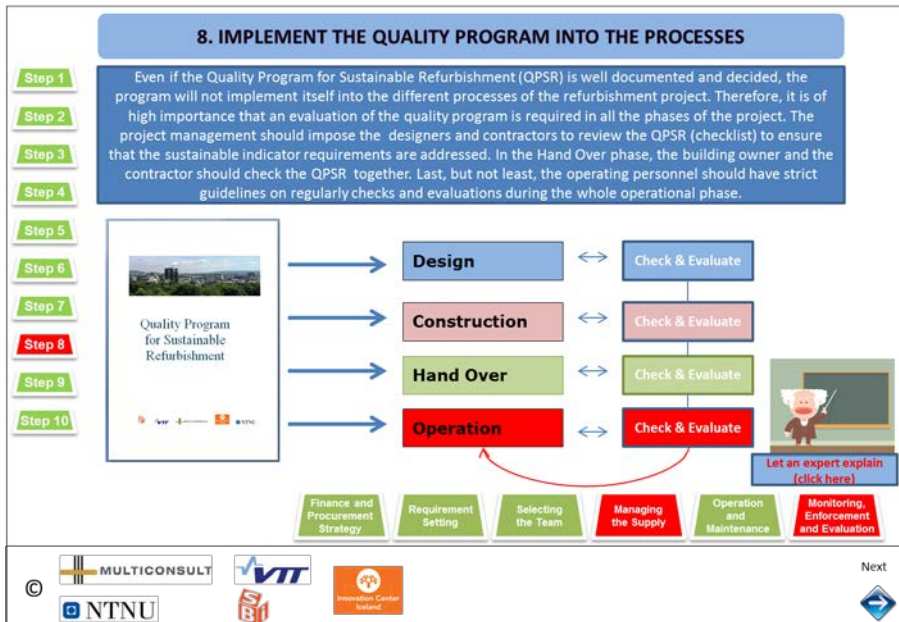 8. IMPLEMENT THE QUALITY PROGRAM INTO THE PROCESSES
Step 1
Step 2
Step 3
Step 4
Step 5
Step 6
Step 7
Step 8
Step 9
Step 10
Even if the Quality Program for Sustainable Refurbishment (QPSR) is well documented and decided, the
program will not implement itself into the different processes of the refurbishment project. Therefore, it is of
high importance that an evaluation of the quality program is required in all the phases of the project. The
project management should impose the designers and contractors to review the QPSR (checklist) to ensure
that the sustainable indicator requirements are addressed. In the Hand Over phase, the building owner and the
contractor should check the QPSR together. Last, but not least, the operating personnel should have strict
guidelines on regularly checks and evaluations during the whole operational phase.
Quality Program
for Sustainable
Refurbishment
VTT
NTNU
Design
Check & Evaluate
Construction
Check & Evaluate
Hand Over
Check & Evaluate
Operation
Check & Evaluate
Let an expert explain
(click here)
Finance and
Procurement
Strategy
Requirement
Setting
Selecting
the Team
Managing
the Supply
Operation
and
Maintenance
Monitoring,
Enforcement
and Evaluation
©
MULTICONSULT
VTT
NTNU
SBi
Innovation Center
Iceland
Next